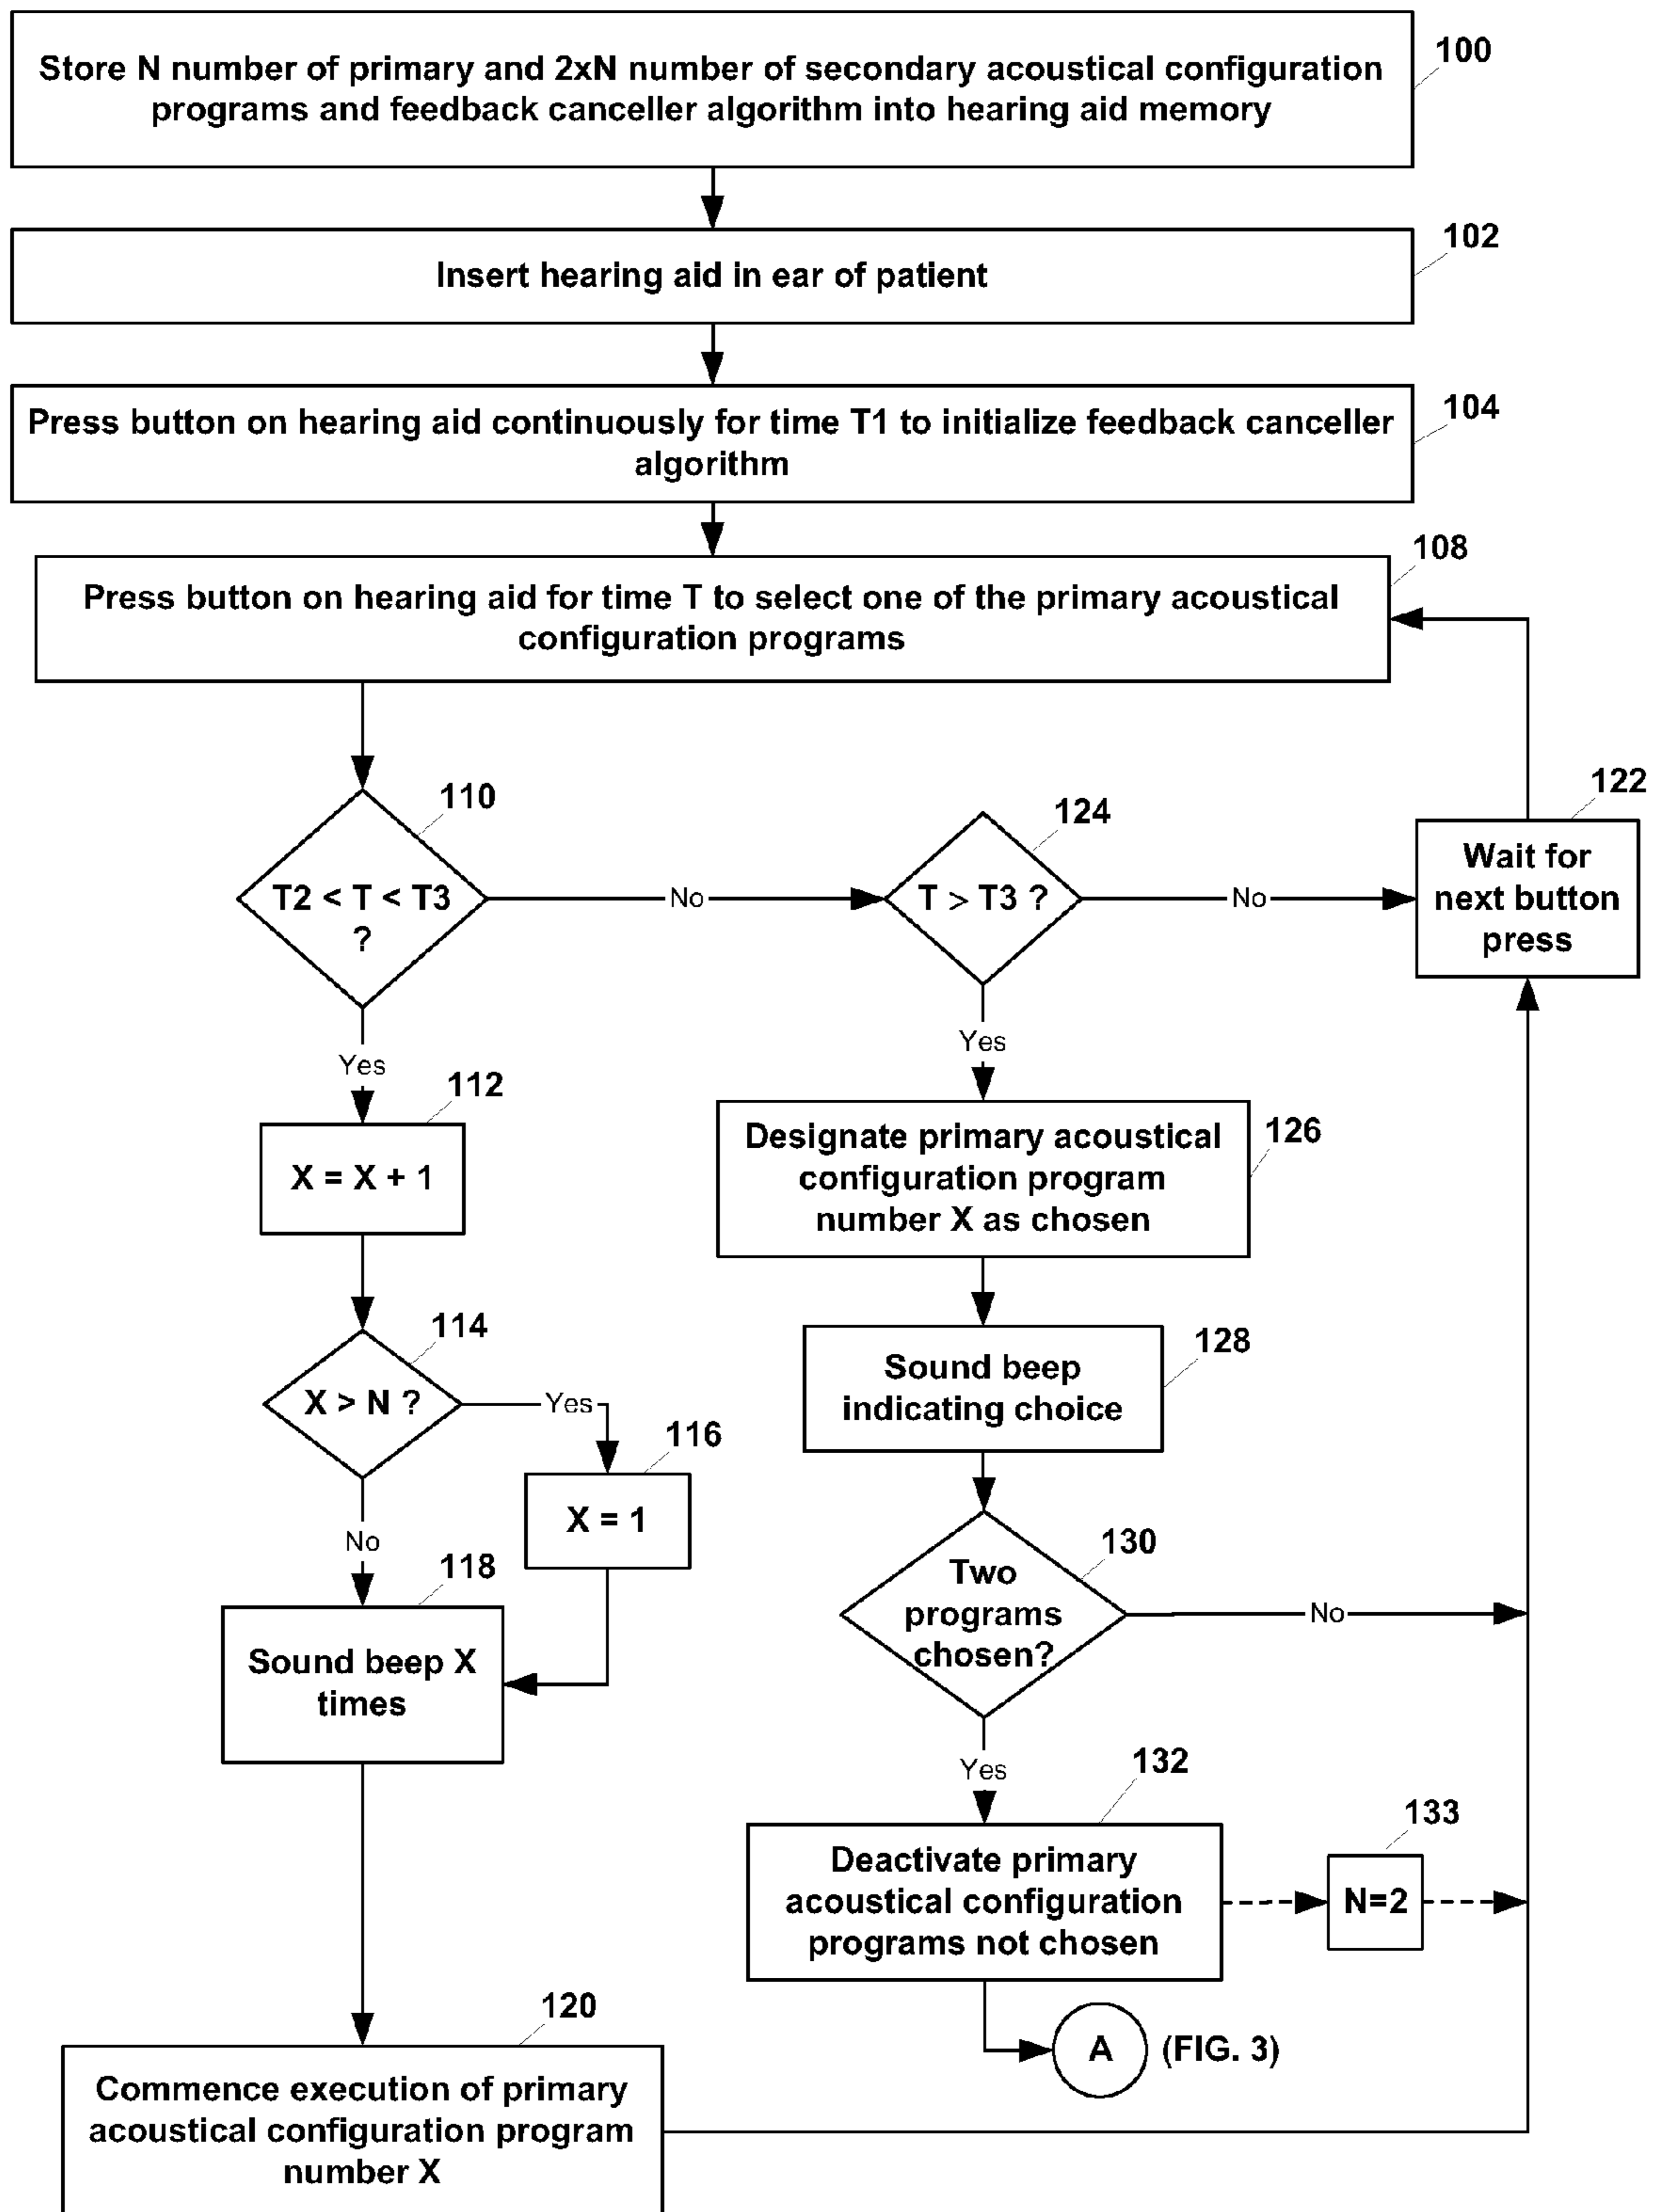 Store N number of primary and 2xN number of secondary acoustical configuration
programs and feedback canceller algorithm into hearing aid memory
100
Insert hearing aid in ear of patient
102
Press button on hearing aid continuously for time T1 to initialize feedback canceller
algorithm
104
Press button on hearing aid for time T to select one of the primary acoustical
configuration programs
108
T2 < T < T3
?
110
No
T > T3 ?
124
No
Wait for
next button
press
122
Yes
X = X + 1
112
X > N ?
114
Yes
X = 1
116
No
Sound beep X
times
118
Commence execution of primary
acoustical configuration program
number X
120
Yes
Designate primary acoustical
configuration program
number X as chosen
126
Sound beep
indicating choice
128
Two
programs
chosen?
130
No
Yes
Deactivate primary
acoustical configuration
programs not chosen
132
N=2
133
A
(FIG. 3)